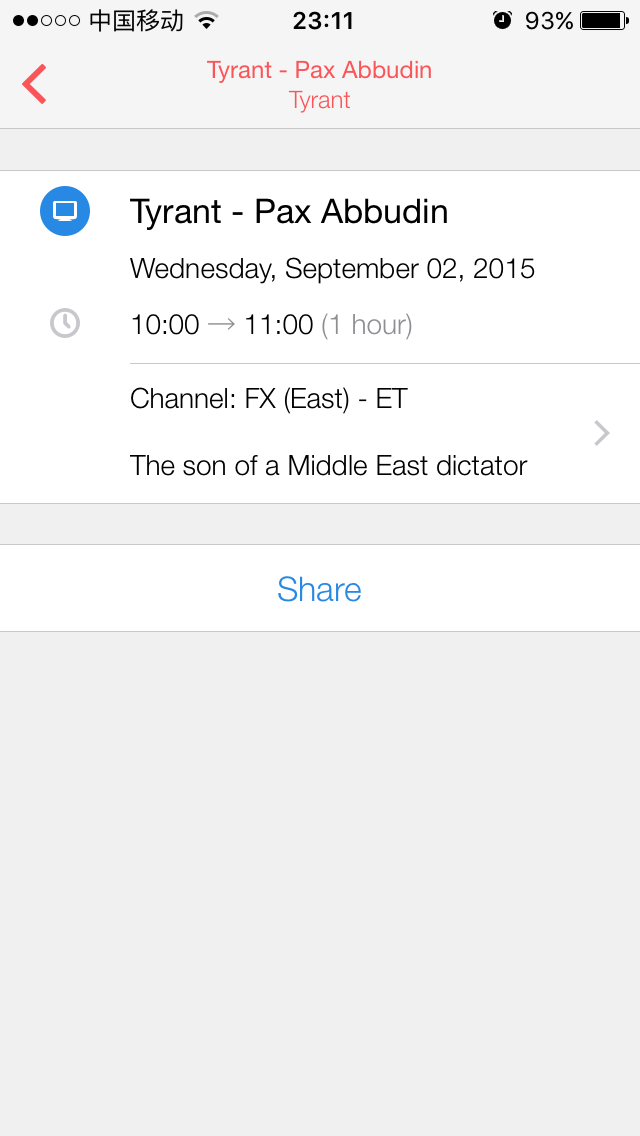 中国移动 23:11 93%
Tyrant - Pax Abbudin
Tyrant
Tyrant - Pax Abbudin
Wednesday, September 02, 2015
10:00 → 11:00 (1 hour)
Channel: FX (East) - ET
The son of a Middle East dictator
Share